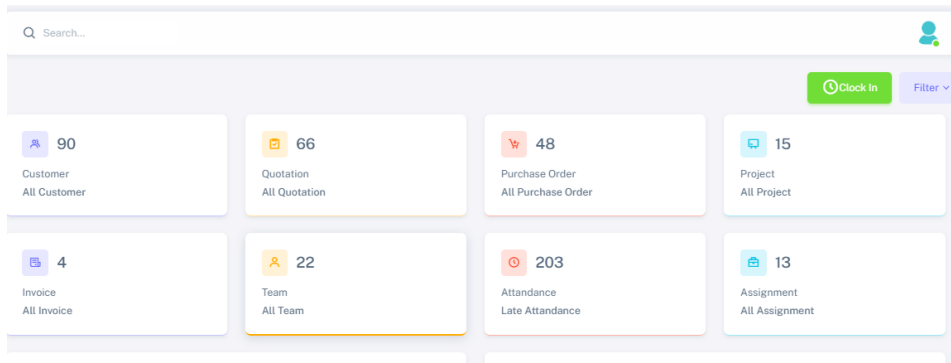 Search...
Clock In
Filter
90
Customer
All Customer
66
Quotation
All Quotation
48
Purchase Order
All Purchase Order
15
Project
All Project
4
Invoice
All Invoice
22
Team
All Team
203
Attandance
Late Attandance
13
Assignment
All Assignment